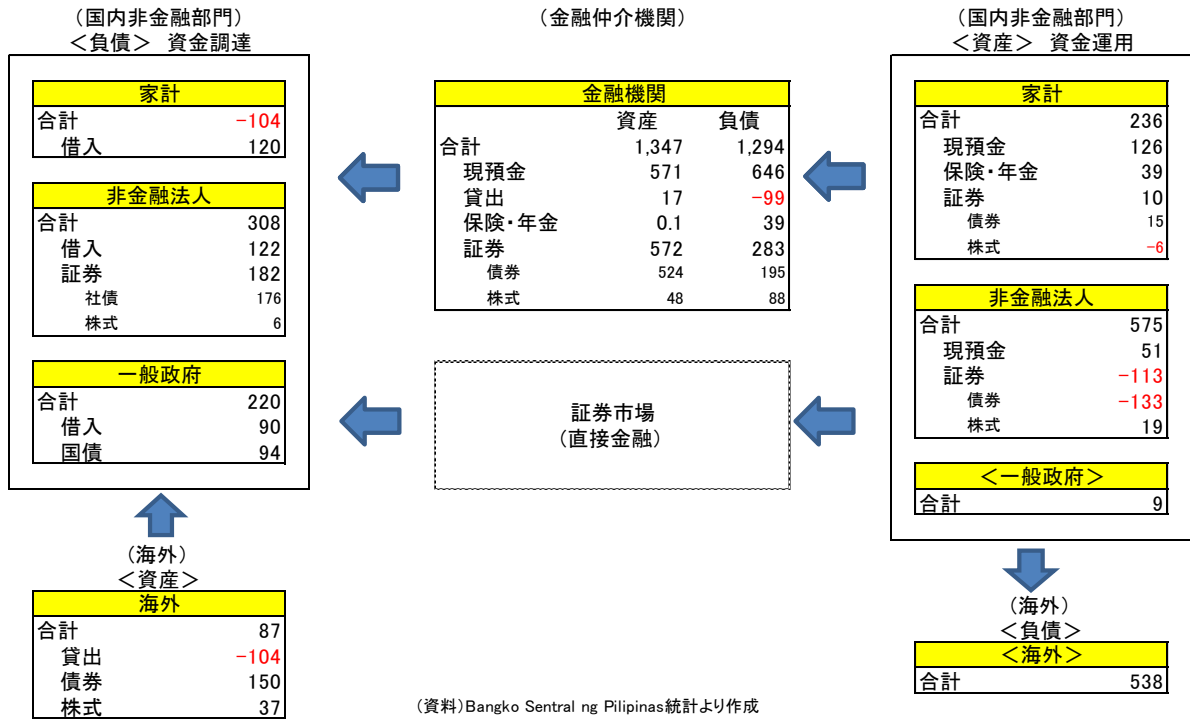 （国内非金融部門）
＜負債＞　資金調達
家計
合計 -104
借入 120
非金融法人
合計 308
借入 122
証券 182
社債 176
株式 6
一般政府
合計 220
借入 90
国債 94
（海外）
＜資産＞
海外
合計 87
貸出 -104
債券 150
株式 37
（金融仲介機関）
金融機関
資産 負債
合計 1,347 1,294
現預金 571 646
貸出 17 -99
保険・年金 0.1 39
証券 572 283
債券 524 195
株式 48 88
証券市場
（直接金融）
（資料）Bangko Sentral ng Pilipinas統計より作成
（国内非金融部門）
＜資産＞　資金運用
家計
合計 236
現預金 126
保険・年金 39
証券 10
債券 15
株式 -6
非金融法人
合計 575
現預金 51
証券 -113
債券 -133
株式 19
＜一般政府＞
合計 9
（海外）
＜負債＞
＜海外＞
合計 538